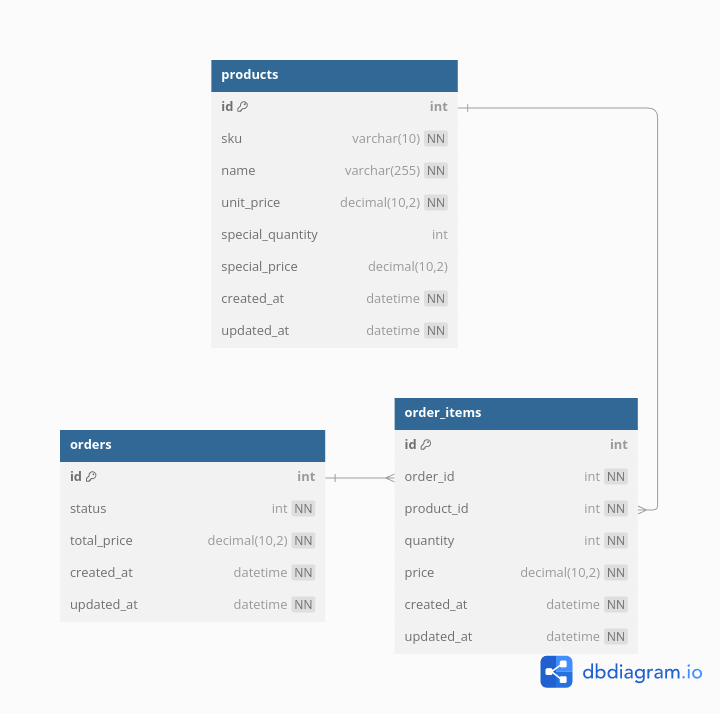 products
id int
sku varchar(10) NN
name varchar(255) NN
unit_price decimal(10,2) NN
special_quantity int
special_price decimal(10,2)
created_at datetime NN
updated_at datetime NN
orders
id int
status int NN
total_price decimal(10,2) NN
created_at datetime NN
updated_at datetime NN
order_items
id int
order_id int NN
product_id int NN
quantity int NN
price decimal(10,2) NN
created_at datetime NN
updated_at datetime NN
dbdiagram.io